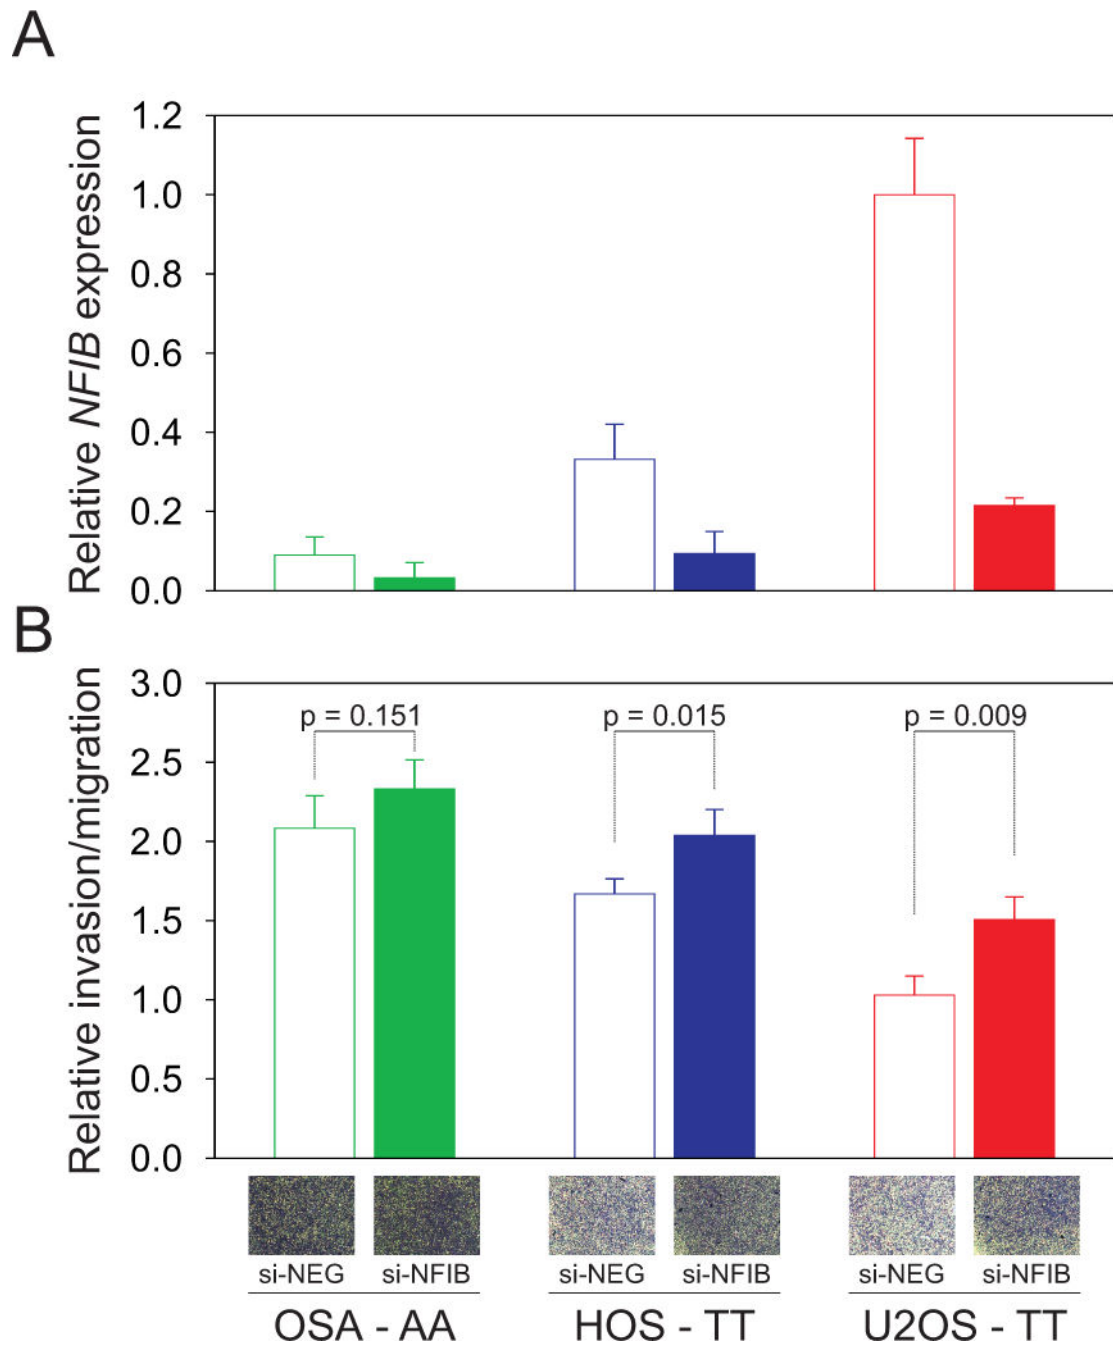 A
Relative NFIB expression
1.2
1.0
0.8
0.6
0.4
0.2
0.0
B
Relative invasion/migration
3.0
2.5
2.0
1.5
1.0
0.5
0.0
p = 0.151 p = 0.015 p = 0.009
si-NEG si-NFIB si-NEG si-NFIB si-NEG si-NFIB
OSA - AA HOS - TT U2OS - TT